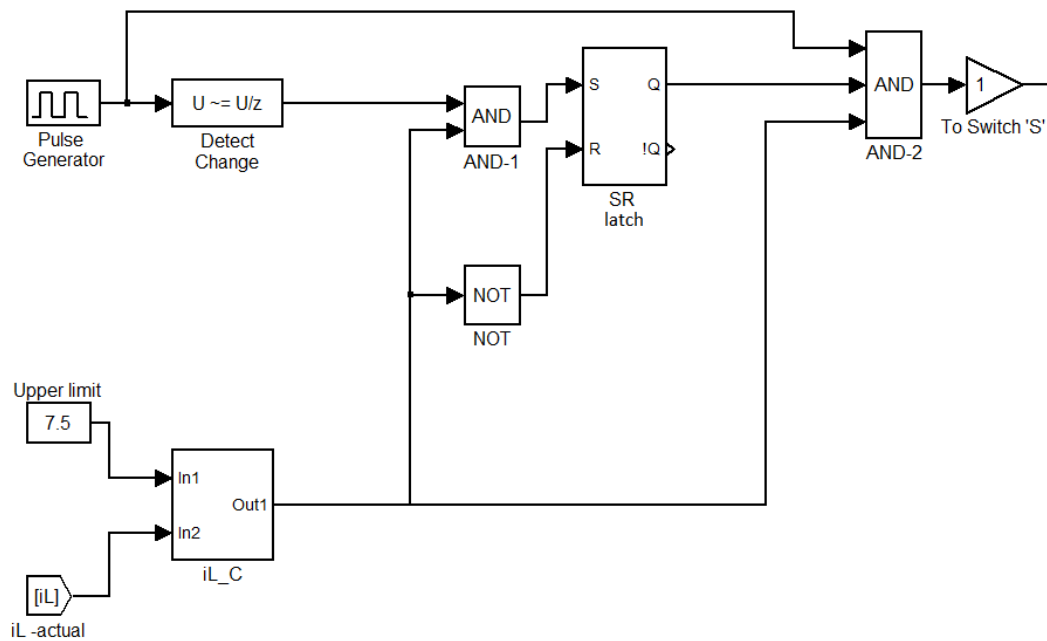 Pulse
Generator
U ~= U/z
Detect
Change
AND
AND-1
S
R
Q
!Q
SR
latch
AND
AND-2
1
To Switch 'S'
NOT
NOT
Upper limit
7.5
In1
In2
Out1
iL_C
[iL]
iL -actual